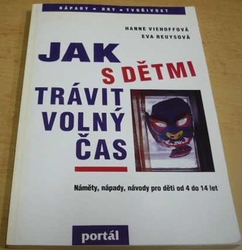 NÁPADY • HRY • TVOŘIVOST
HANNE VIEHOFFOVÁ
EVA REUYSOVÁ
JAK
S DĚTMI
TRÁVIT
VOLNÝ
ČAS
Náměty, nápady, návody pro děti od 4 do 14 let
portál